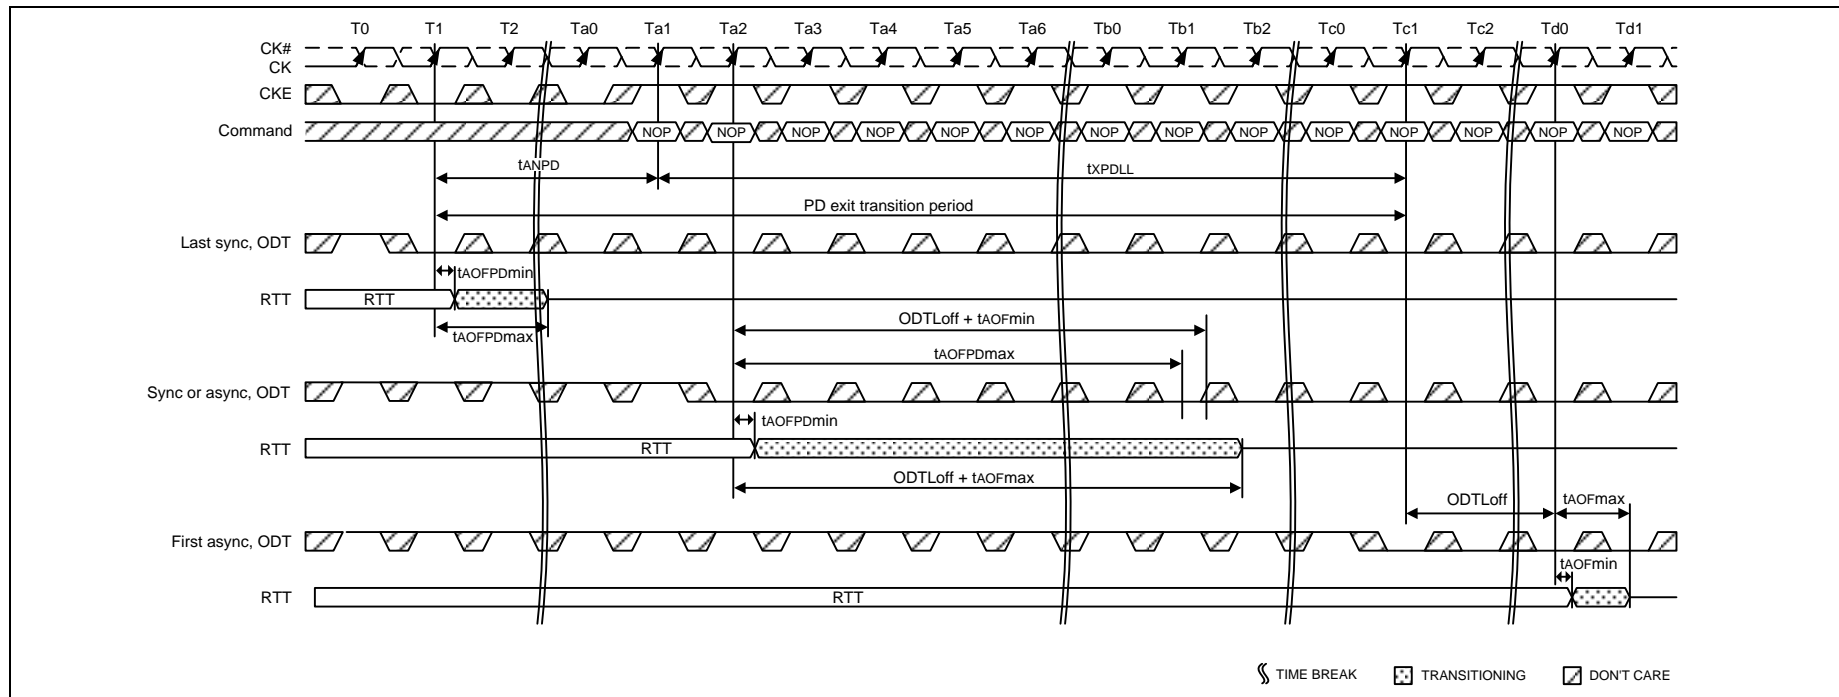 T0 T1 T2 Ta0 Ta1 Ta2 Ta3 Ta4 Ta5 Ta6 Tb0 Tb1 Tb2 Tc0 Tc1 Tc2 Td0 Td1
CK#
CK
CKE
Command NOP NOP NOP NOP NOP NOP NOP NOP NOP NOP NOP NOP NOP NOP
tANPD tXPDLL
PD exit transition period
Last sync, ODT
tAOFPDmin
RTT RTT
tAOFPDmax
ODTLoff + tAOFmin
tAOFPDmax
Sync or async, ODT
tAOFPDmin
RTT RTT
ODTLoff + tAOFmax
ODTLoff tAOFmax
First async, ODT
tAOFmin
RTT RTT
TIME BREAK TRANSITIONING DON'T CARE